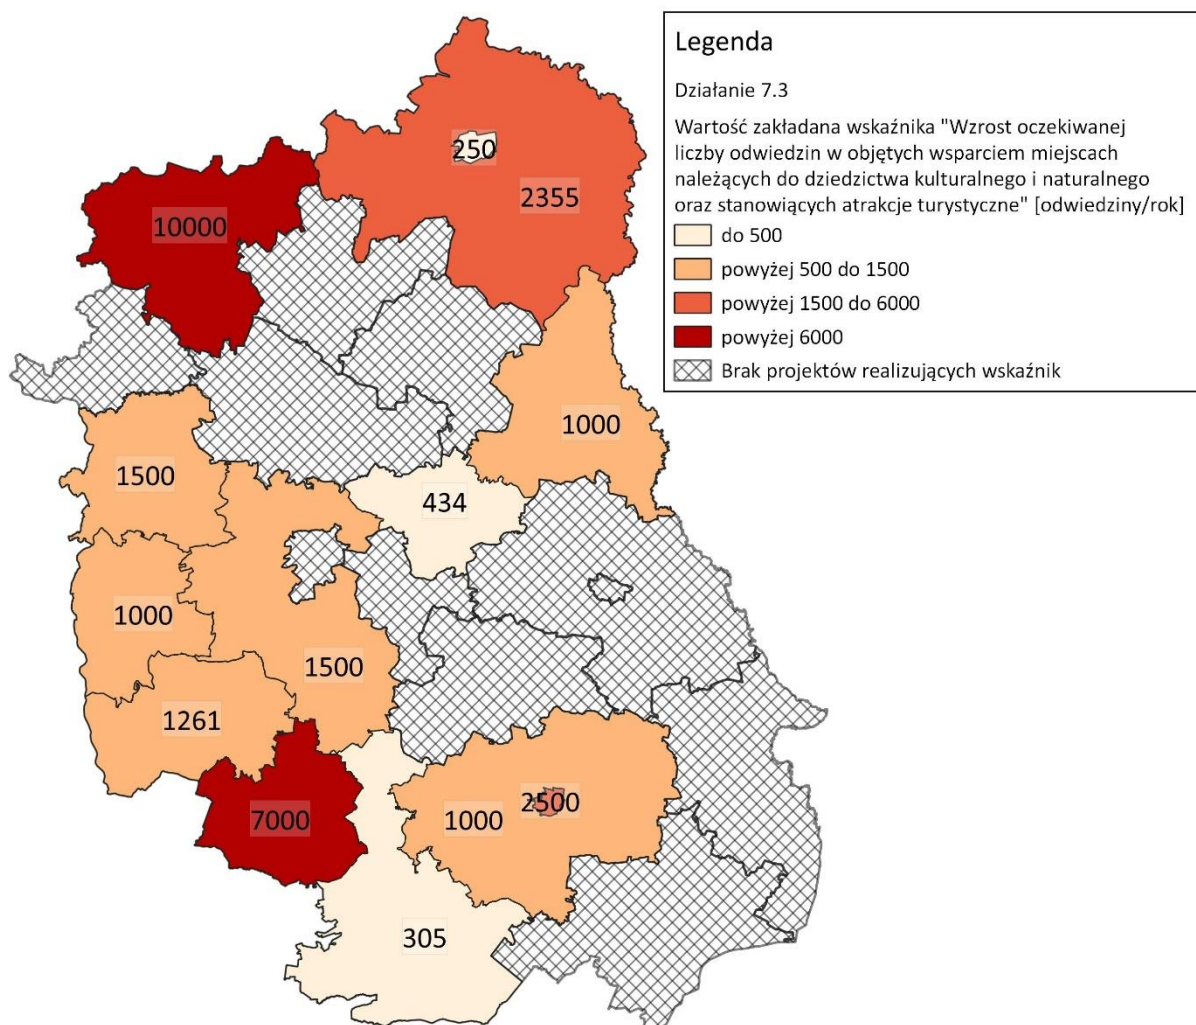 Legenda
Działanie 7.3
Wartość zakładana wskaźnika "Wzrost oczekiwanej
liczby odwiedzin w objętych wsparciem miejscach
należących do dziedzictwa kulturalnego i naturalnego
oraz stanowiących atrakcje turystyczne" [odwiedziny/rok]
do 500
powyżej 500 do 1500
powyżej 1500 do 6000
powyżej 6000
Brak projektów realizujących wskaźnik
250
2355
10000
1000
1500
434
1000
1500
1261
7000
1000
2500
305